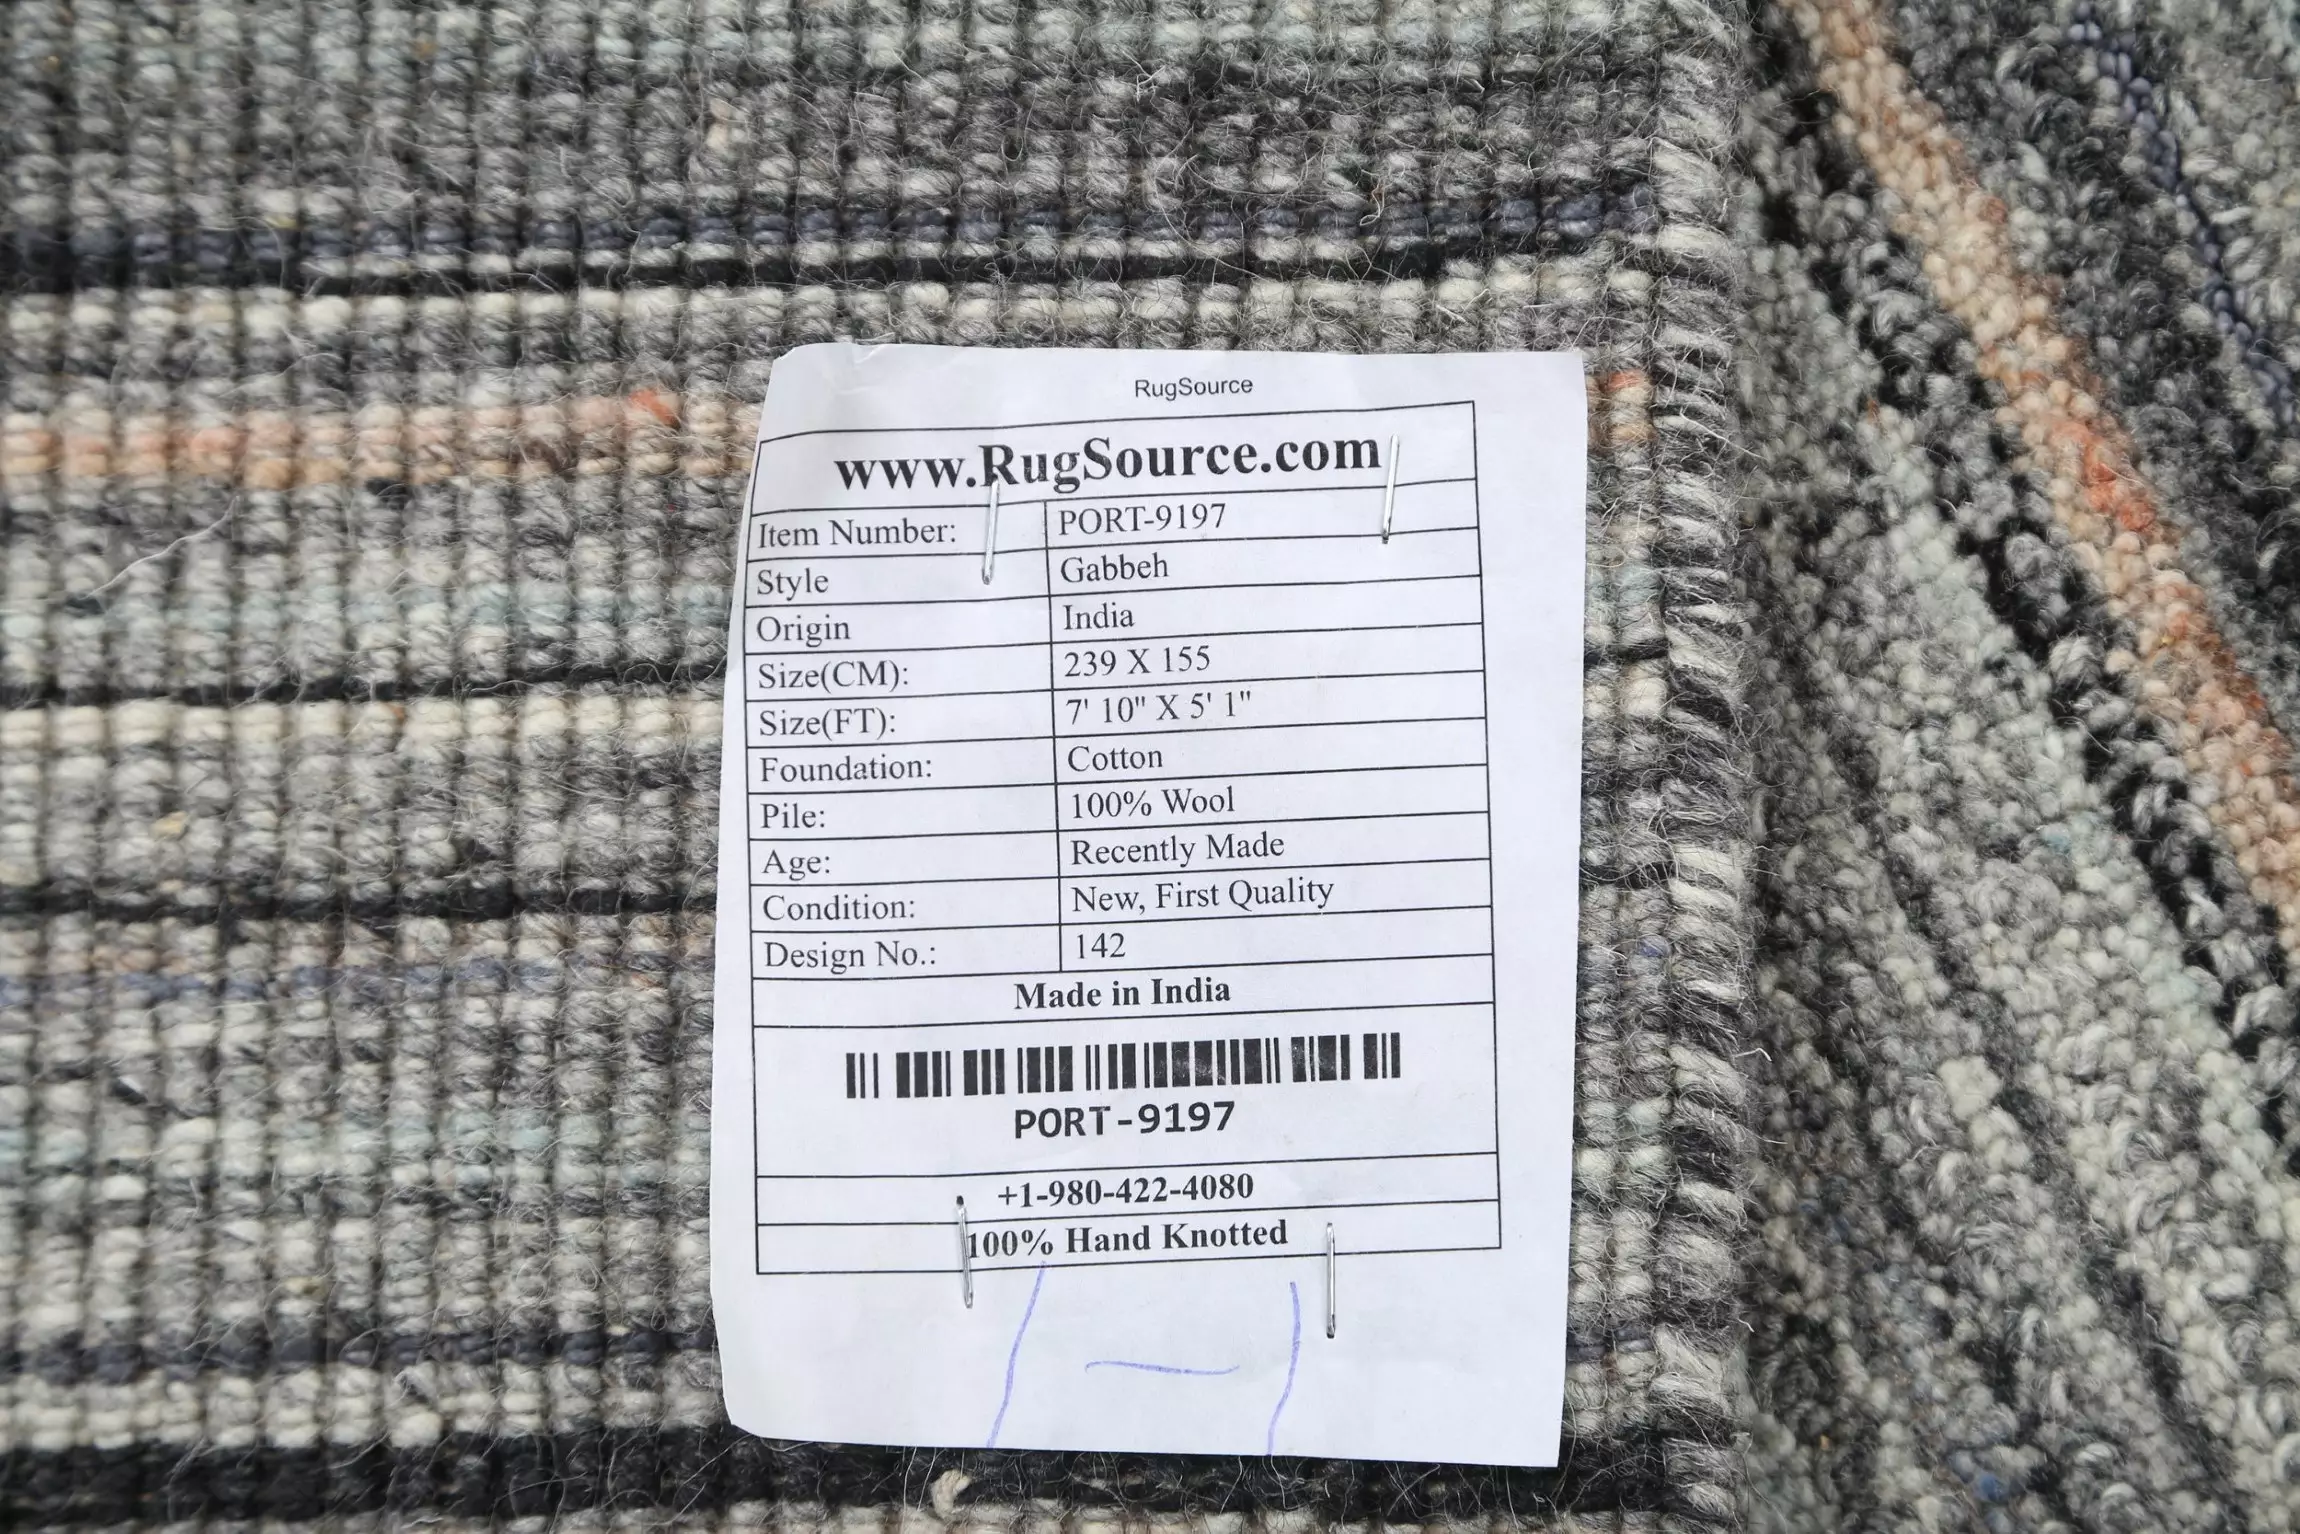 RugSource
www.RugSource.com
Item Number: PORT-9197
Style Gabbeh
Origin India
Size(CM): 239 X 155
Size(FT): 7' 10" X 5' 1"
Foundation: Cotton
Pile: 100% Wool
Age: Recently Made
Condition: New, First Quality
Design No.: 142
Made in India
PORT-9197
+1-980-422-4080
100% Hand Knotted
1-1